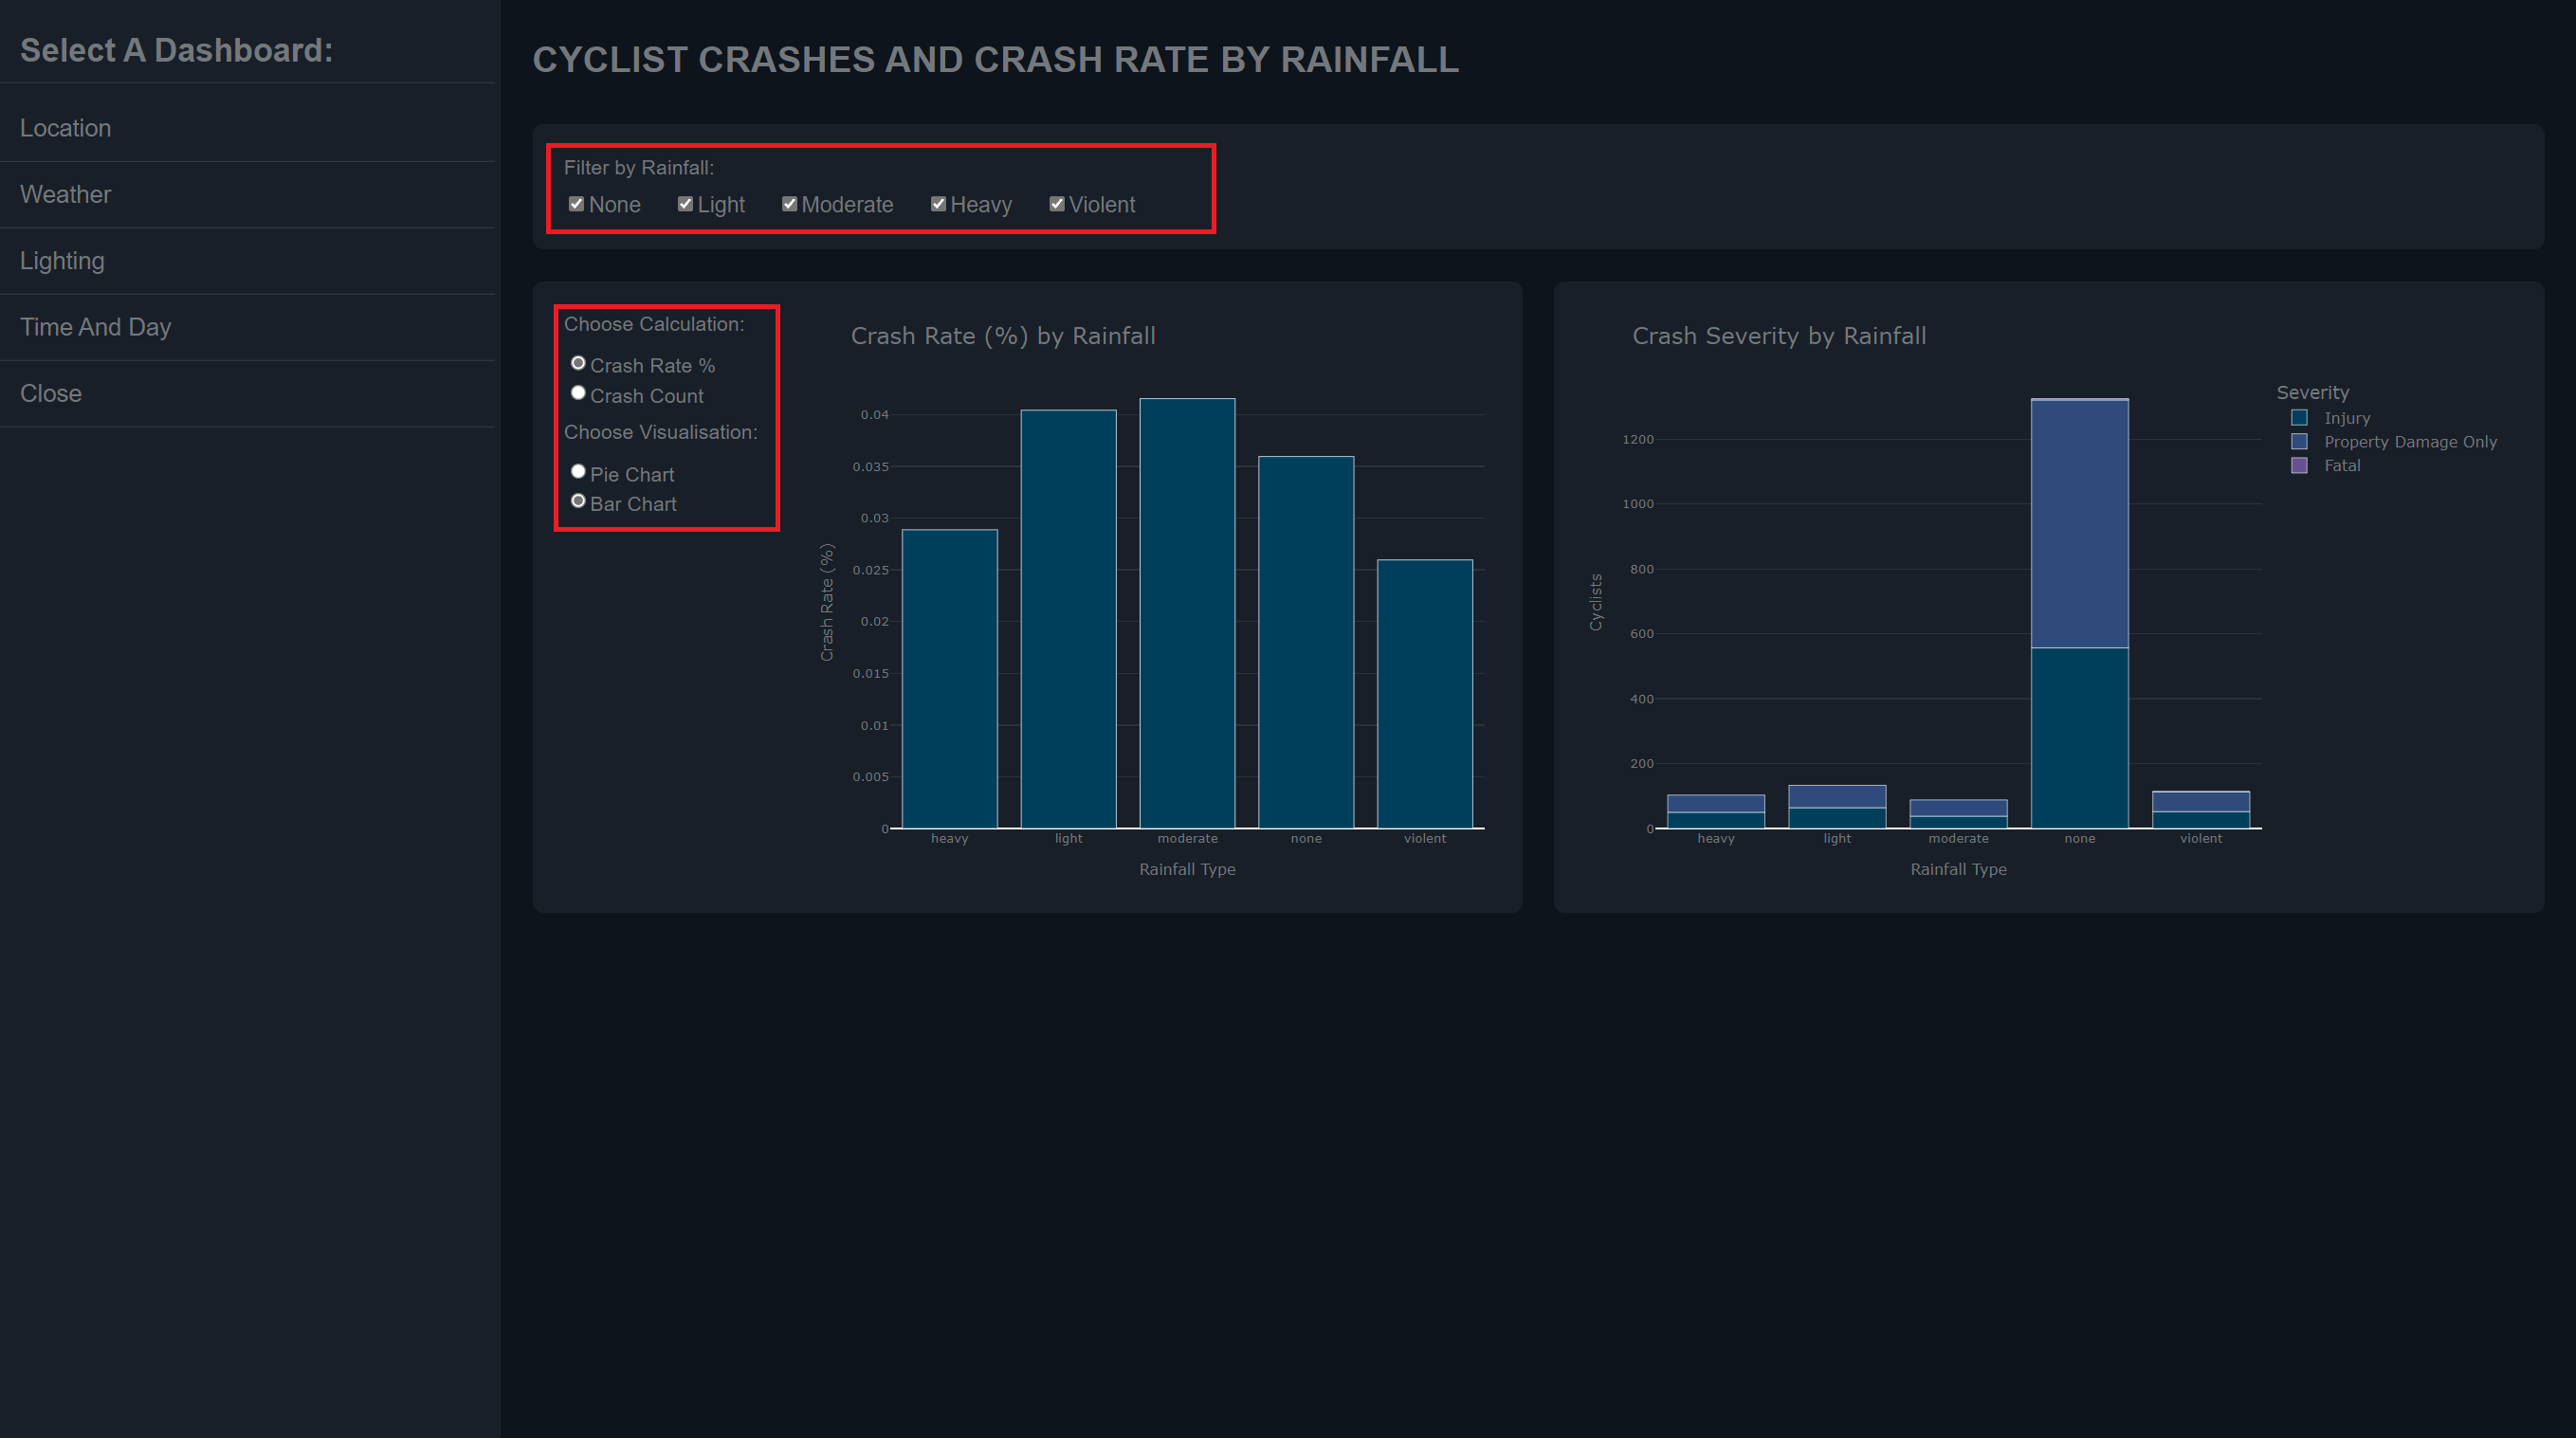 Select A Dashboard:
Location
Weather
Lighting
Time And Day
Close
CYCLIST CRASHES AND CRASH RATE BY RAINFALL
Filter by Rainfall:
None Light Moderate Heavy Violent
Choose Calculation:
Crash Rate %
Crash Count
Choose Visualisation:
Pie Chart
Bar Chart
Crash Rate (%) by Rainfall
Crash Rate (%)
0.04
0.035
0.03
0.025
0.02
0.015
0.01
0.005
0
heavy light moderate none violent
Rainfall Type
Crash Severity by Rainfall
Cyclists
1200
1000
800
600
400
200
0
heavy light moderate none violent
Rainfall Type
Severity
Injury
Property Damage Only
Fatal